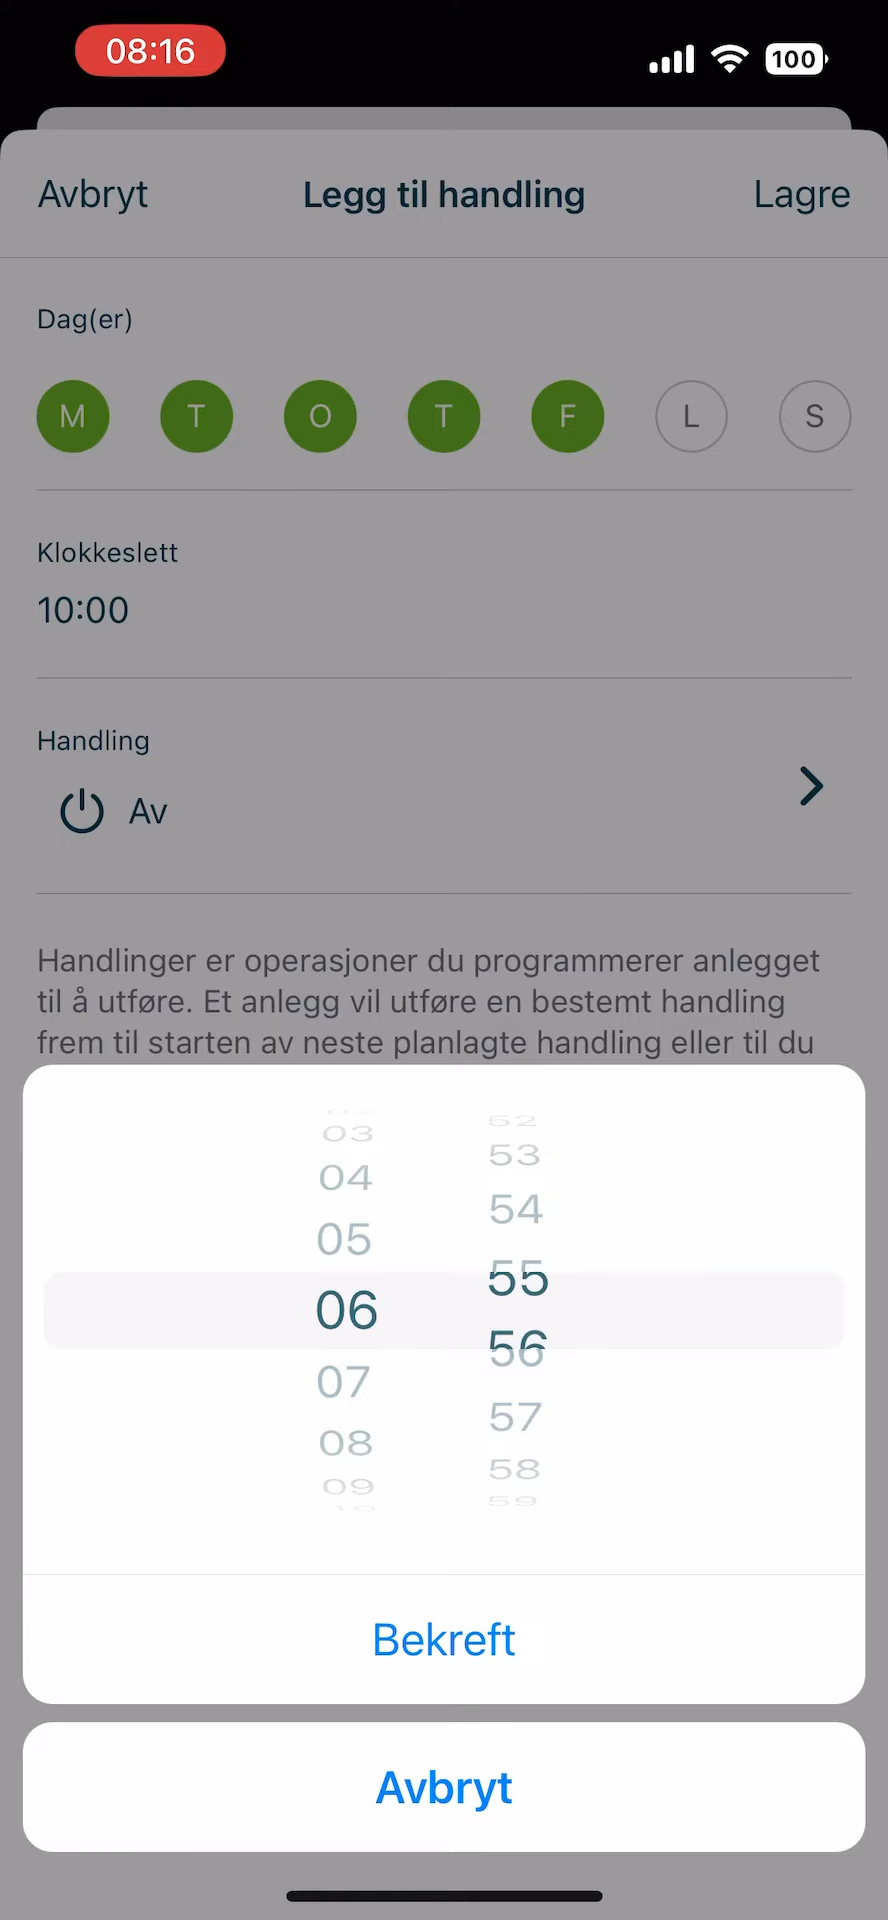 08:16
100
Avbryt Legg til handling Lagre
Dag(er)
M T O T F L S
Klokkeslett
10:00
Handling
Av
Handlinger er operasjoner du programmerer anlegget
til å utføre. Et anlegg vil utføre en bestemt handling
frem til starten av neste planlagte handling eller til du
52
03 53
04 54
05 55
06 56
07 57
08 58
09 59
10
Bekreft
Avbryt